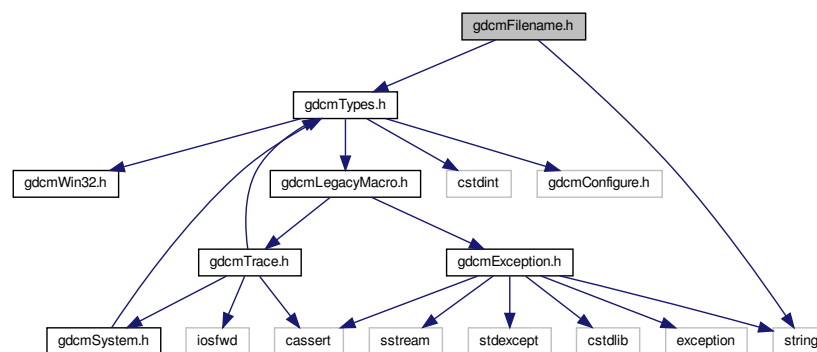 gdcmFilename.h
gdcmTypes.h
gdcmWin32.h
gdcmLegacyMacro.h
cstdint
gdcmConfigure.h
gdcmTrace.h
gdcmException.h
gdcmSystem.h
iosfwd
cassert
sstream
stdexcept
cstdlib
exception
string